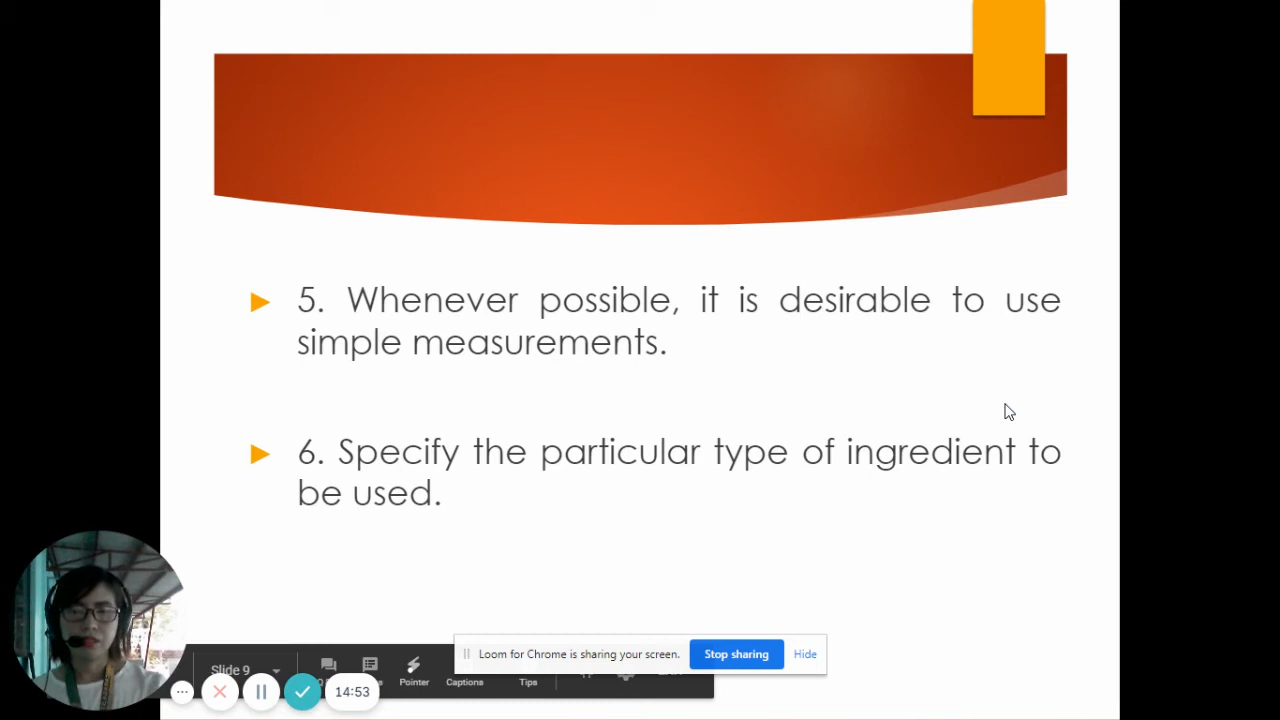 5. Whenever possible, it is desirable to use
simple measurements.
6. Specify the particular type of ingredient to
be used.
Loom for Chrome is sharing your screen. Stop sharing Hide
Slide 9
Pointer Captions Tips
14:53